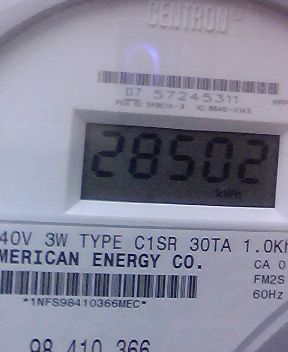 CENTRON®
07 57245311
28502
kWh
40V 3W TYPE C1SR 30TA 1.0Kh
MERICAN ENERGY CO.
CA 0
FM2S
*1NFS98410366MEC*
60Hz
98 410 366